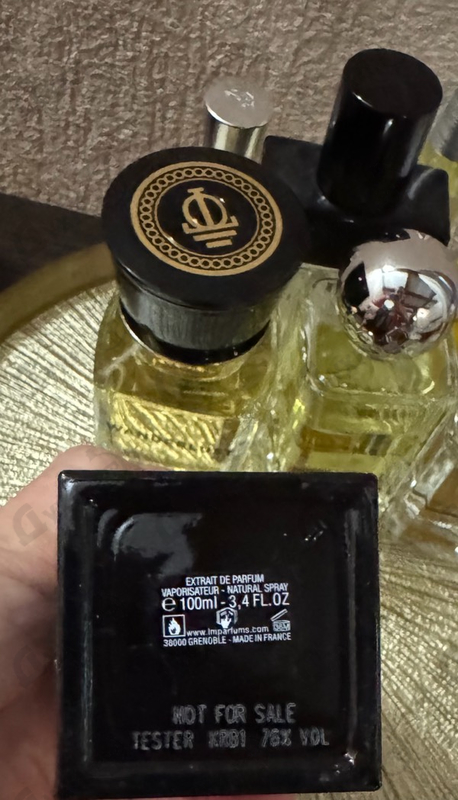 EXTRAIT DE PARFUM
VAPORISATEUR - NATURAL SPRAY
℮ 100ml - 3,4 FL.OZ
www.lmparfums.com
38000 GRENOBLE - MADE IN FRANCE
NOT FOR SALE
TESTER KRB1 76% VOL